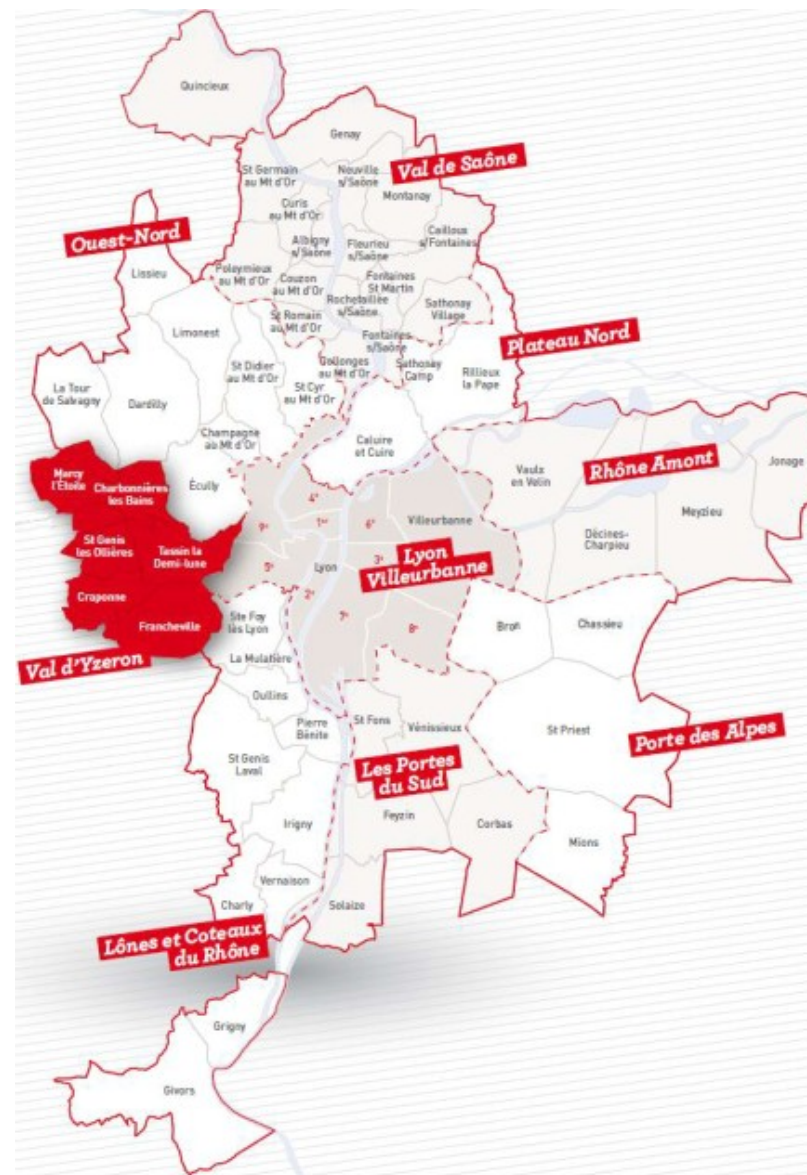 Quincieux
Genay
St Germain
au Mt d'Or
Neuville
s/Saône
Val de Saône
Montanay
Curis
au Mt d'Or
Ouest-Nord
Albigny
s/Saône
Fleurieu
s/Saône
Cailloux
s/Fontaines
Lissieu
Poleymieux
au Mt d'Or
Couzon
au Mt d'Or
Fontaines
St Martin
Rochetaillée
s/Saône
Sathonay
Village
Limonest
St Romain
au Mt d'Or
Plateau Nord
Fontaines
s/Saône
St Didier
au Mt d'Or
Collonges
au Mt d'Or
Sathonay
Camp
Rillieux
la Pape
La Tour
de Salvagny
Dardilly
St Cyr
au Mt d'Or
Champagne
au Mt d'Or
Caluire
et Cuire
Marcy
l'Étoile
Charbonnières
les Bains
Écully
Vaulx
en Velin
Rhône Amont
Jonage
4e
9e
1er
6e
Villeurbanne
Meyzieu
Décines-
Charpieu
St Genis
les Ollières
Tassin la
Demi-lune
5e
Lyon
3e
Lyon
Villeurbanne
Craponne
2e
Francheville
Ste Foy
lès Lyon
7e
8e
Bron
Chassieu
Val d'Yzeron
La Mulatière
Oullins
Pierre
Bénite
St Fons
Vénissieux
St Priest
Porte des Alpes
St Genis
Laval
Les Portes
du Sud
Irigny
Feyzin
Corbas
Mions
Vernaison
Charly
Solaize
Lônes et Coteaux
du Rhône
Grigny
Givors